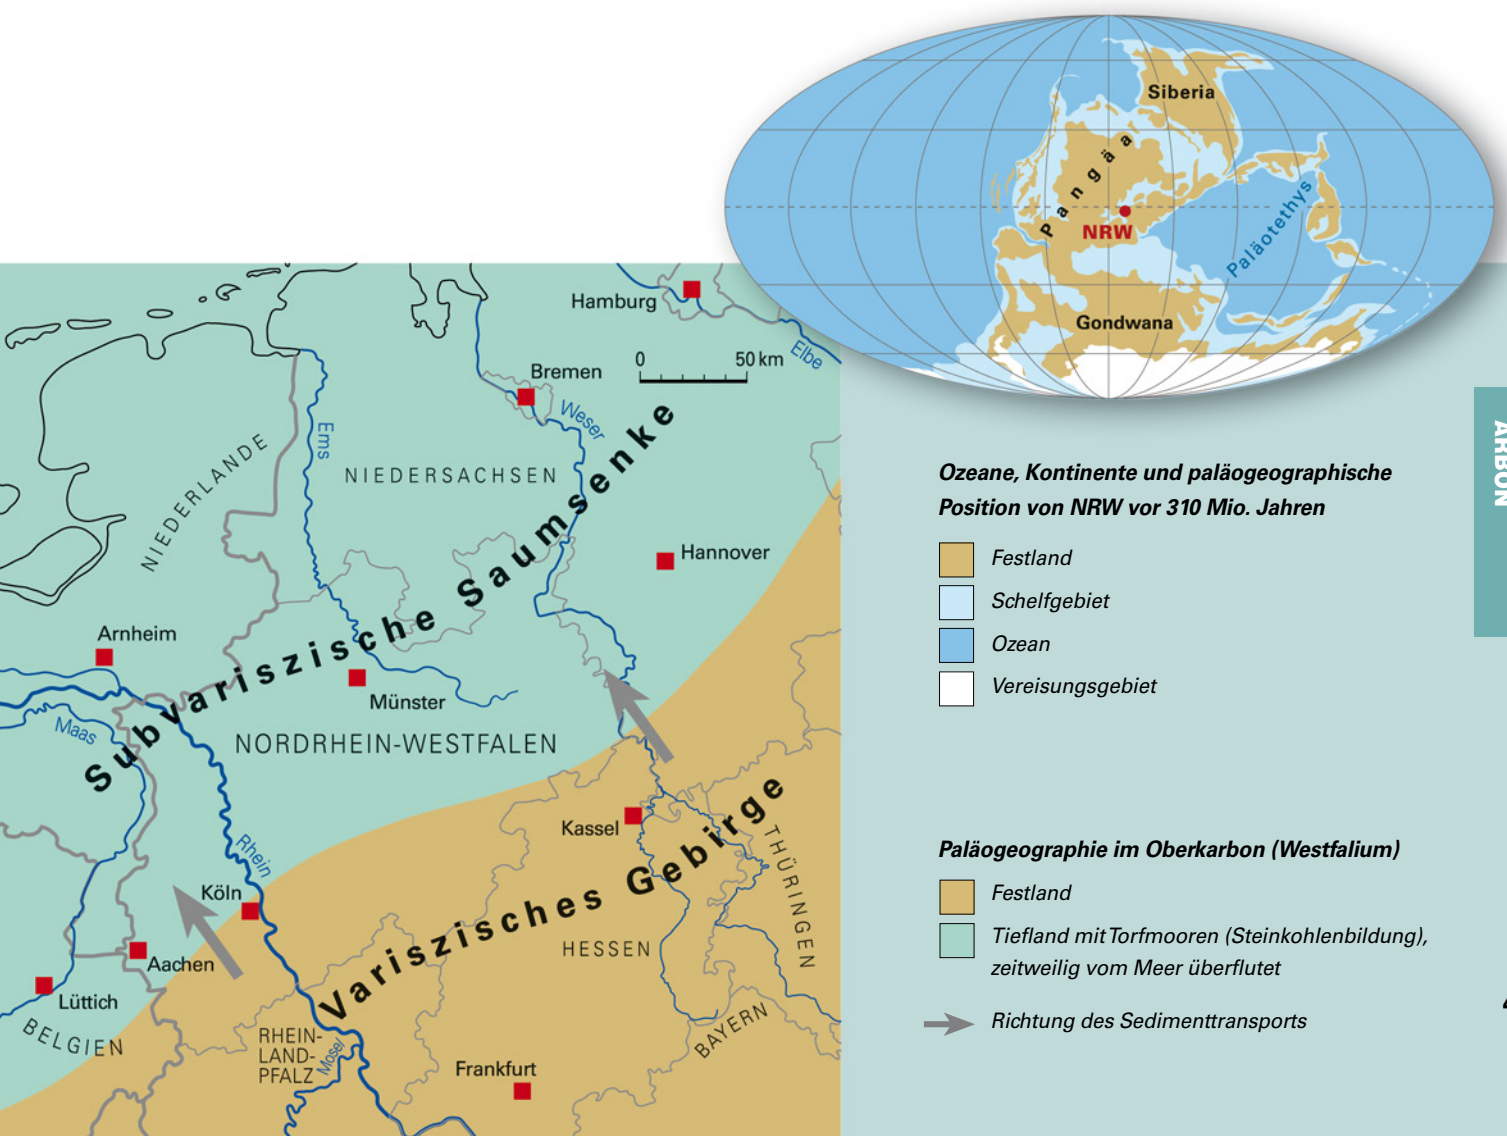 Siberia
Pangäa
NRW
Paläotethys
Gondwana
Hamburg
Elbe
0 50 km
Bremen
Weser
Ems
NIEDERLANDE
NIEDERSACHSEN
Hannover
Subvariszische Saumsenke
Arnheim
Münster
Maas
NORDRHEIN-WESTFALEN
Kassel
Rhein
Köln
Variszisches Gebirge
THÜRINGEN
HESSEN
Aachen
Lüttich
BELGIEN
RHEIN-
LAND-
PFALZ
Mosel
BAYERN
Frankfurt
Ozeane, Kontinente und paläogeographische
Position von NRW vor 310 Mio. Jahren
Festland
Schelfgebiet
Ozean
Vereisungsgebiet
Paläogeographie im Oberkarbon (Westfalium)
Festland
Tiefland mit Torfmooren (Steinkohlenbildung),
zeitweilig vom Meer überflutet
Richtung des Sedimenttransports
ARBON